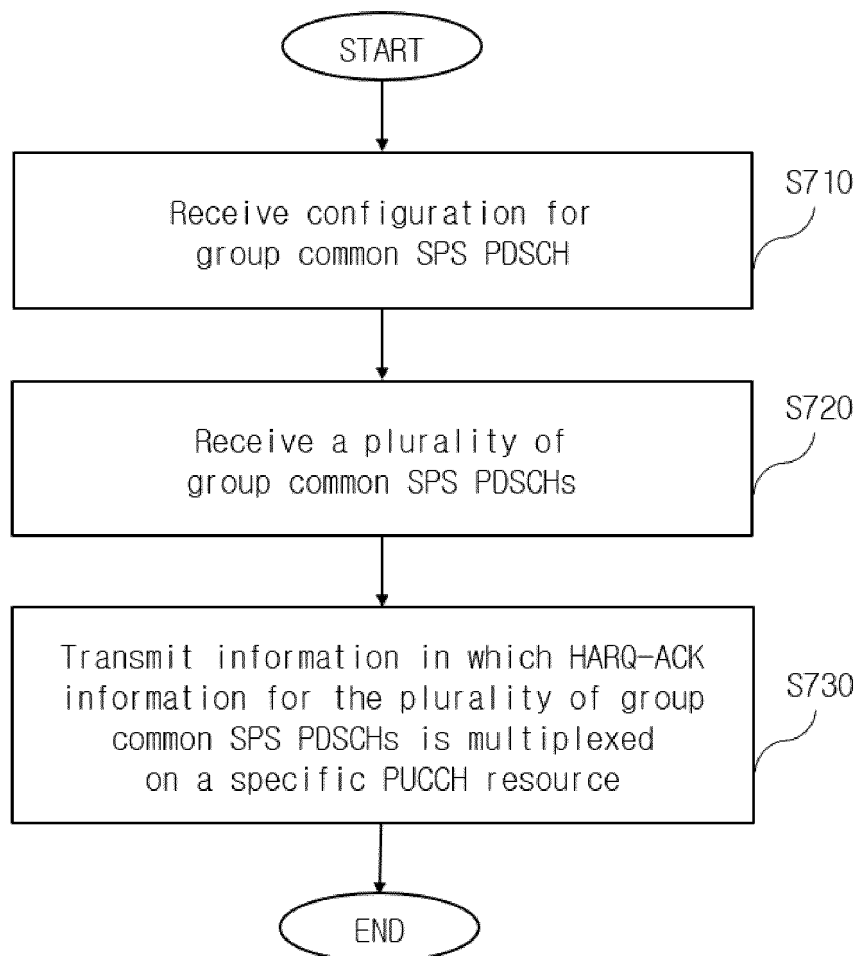 START
S710
Receive configuration for
group common SPS PDSCH
S720
Receive a plurality of
group common SPS PDSCHs
S730
Transmit information in which HARQ-ACK
information for the plurality of group
common SPS PDSCHs is multiplexed
on a specific PUCCH resource
END